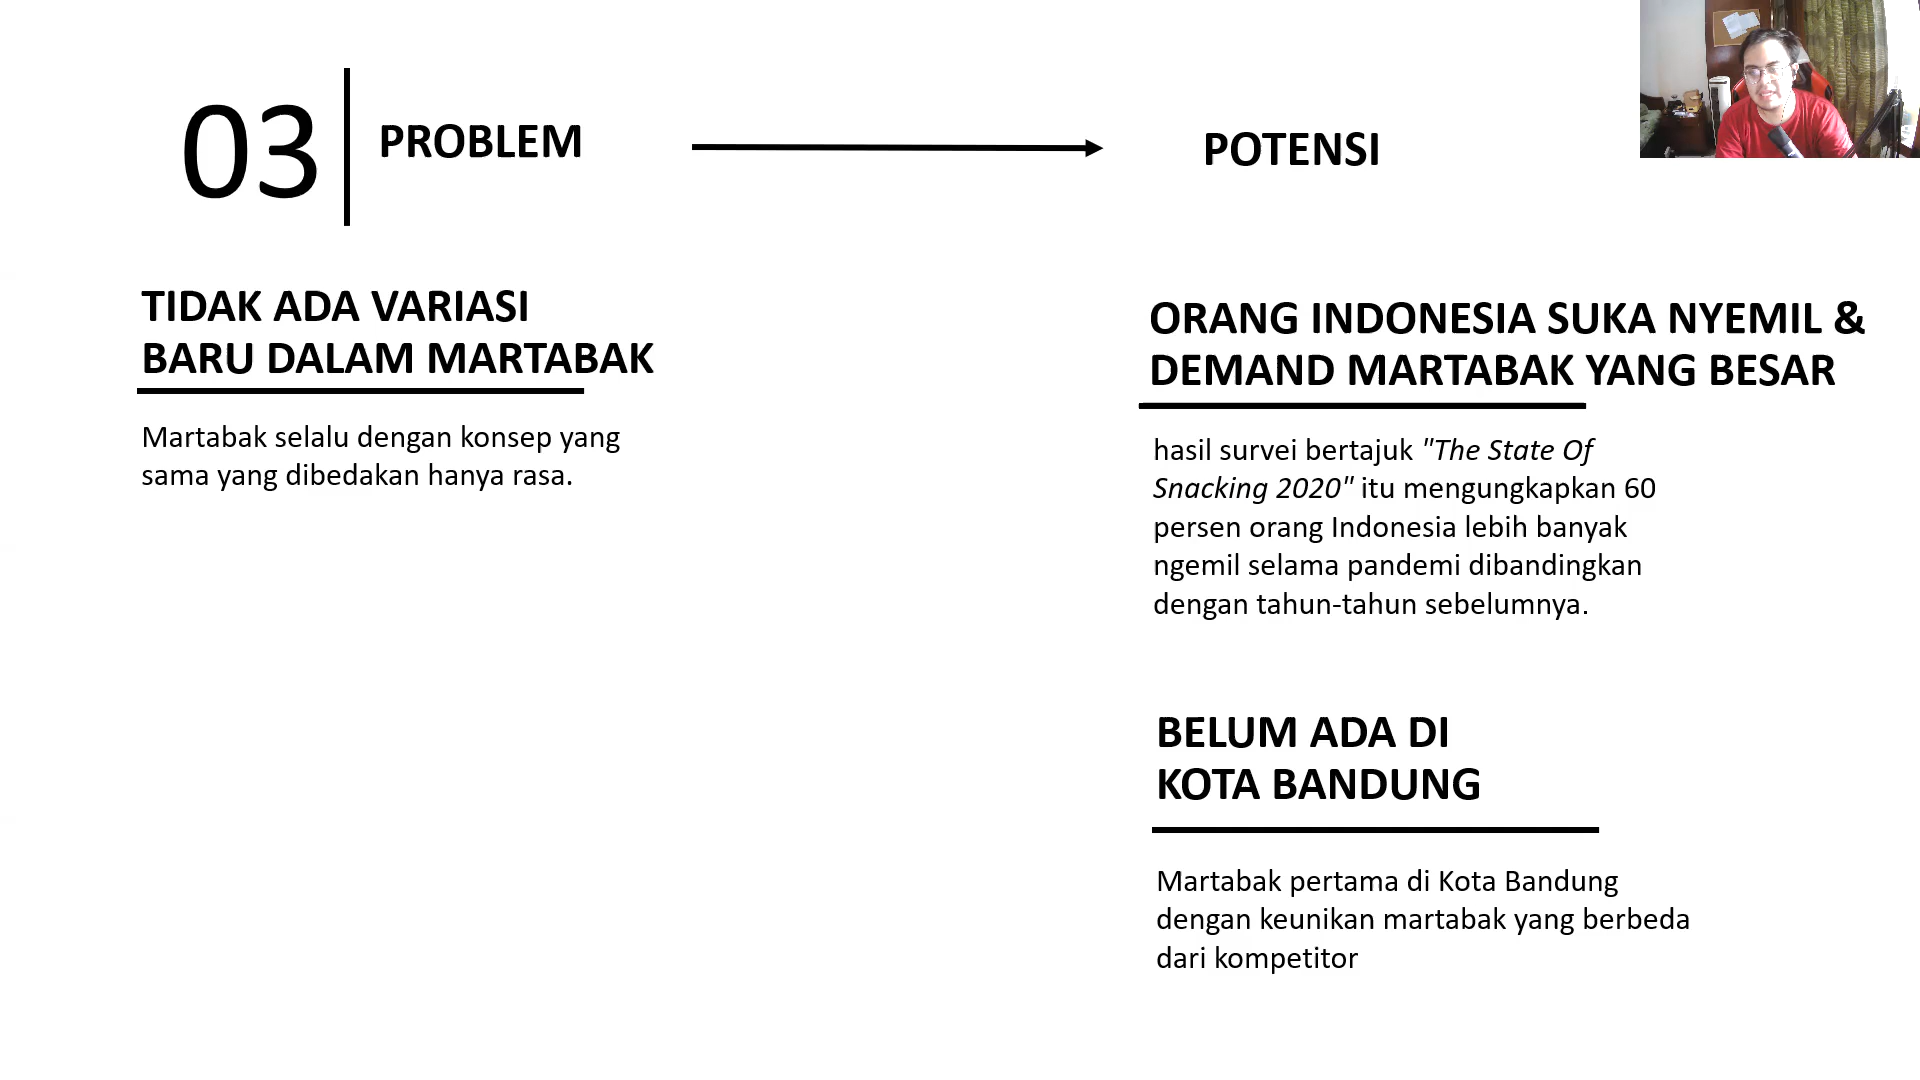 03
PROBLEM
POTENSI
TIDAK ADA VARIASI
BARU DALAM MARTABAK
Martabak selalu dengan konsep yang
sama yang dibedakan hanya rasa.
ORANG INDONESIA SUKA NYEMIL &
DEMAND MARTABAK YANG BESAR
hasil survei bertajuk "The State Of
Snacking 2020" itu mengungkapkan 60
persen orang Indonesia lebih banyak
ngemil selama pandemi dibandingkan
dengan tahun-tahun sebelumnya.
BELUM ADA DI
KOTA BANDUNG
Martabak pertama di Kota Bandung
dengan keunikan martabak yang berbeda
dari kompetitor